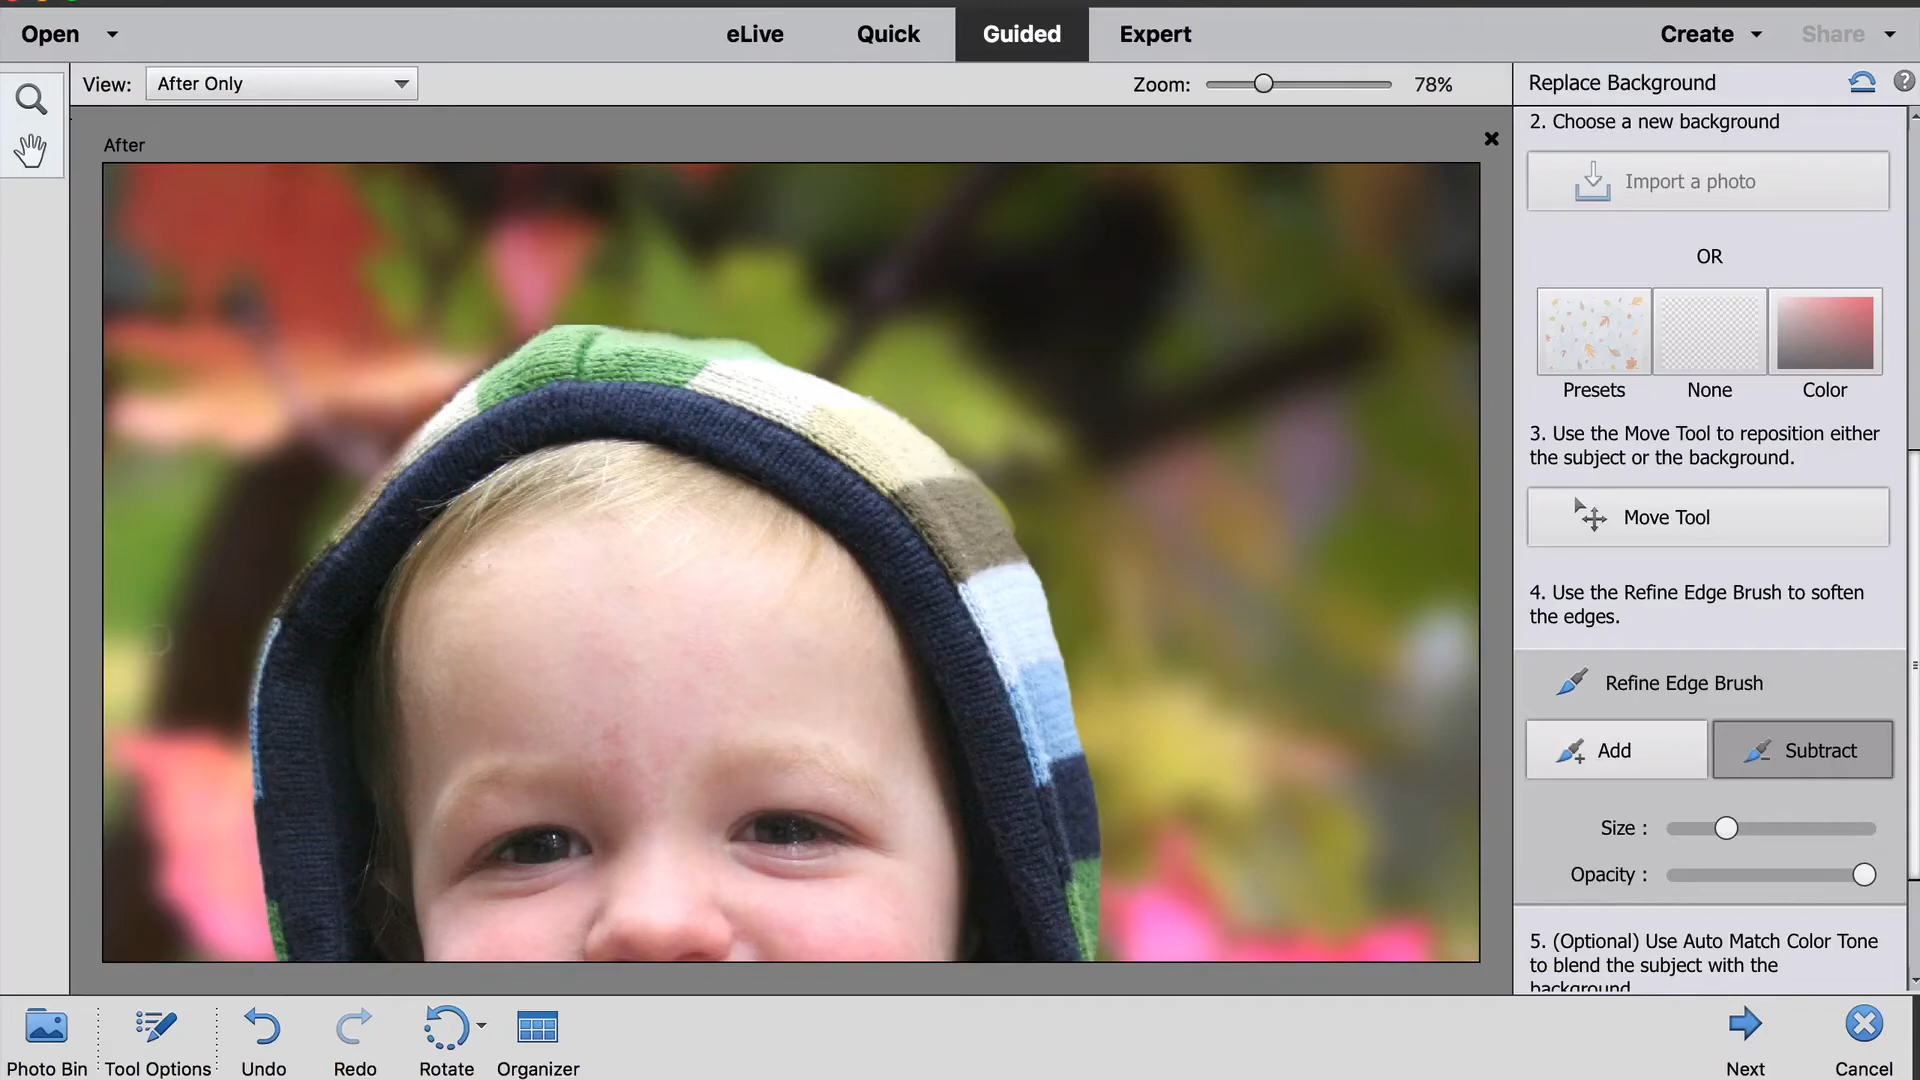 Open
eLive
Quick
Guided
Expert
Create
Share
View:
After Only
Zoom:
78%
Replace Background
?
After
2. Choose a new background
Import a photo
OR
Presets
None
Color
3. Use the Move Tool to reposition either
the subject or the background.
Move Tool
4. Use the Refine Edge Brush to soften
the edges.
Refine Edge Brush
Add
Subtract
Size :
Opacity :
5. (Optional) Use Auto Match Color Tone
to blend the subject with the
background
Photo Bin
Tool Options
Undo
Redo
Rotate
Organizer
Next
Cancel